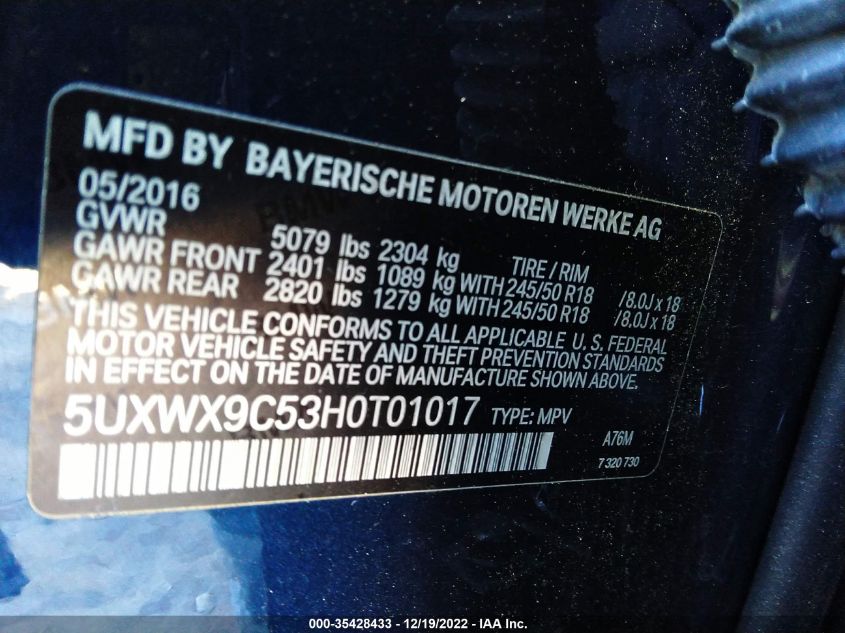 MFD BY BAYERISCHE MOTOREN WERKE AG
05/2016
GVWR 5079 lbs 2304 kg TIRE / RIM
GAWR FRONT 2401 lbs 1089 kg WITH 245/50 R18 /8.0J x 18
GAWR REAR 2820 lbs 1279 kg WITH 245/50 R18 /8.0J x 18
THIS VEHICLE CONFORMS TO ALL APPLICABLE U. S. FEDERAL
MOTOR VEHICLE SAFETY AND THEFT PREVENTION STANDARDS
IN EFFECT ON THE DATE OF MANUFACTURE SHOWN ABOVE.
5UXWX9C53H0T01017 TYPE: MPV
A76M
7 320 730
000-35428433 - 12/19/2022 - IAA Inc.